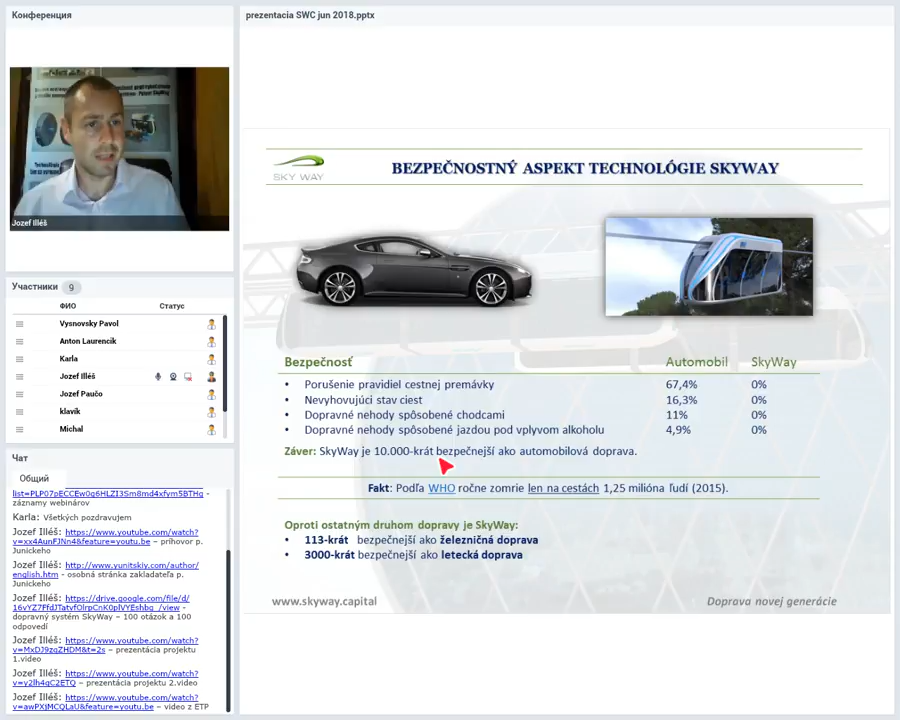 Конференция
Jozef Illéš
Участники 9
ФИО Статус
Vysnovsky Pavol
Anton Laurencik
Karla
Jozef Illéš
Jozef Paučo
klavik
Michal
Чат
Общий
list=PLP07pECCEw0q6HLZI3Sm8md4xfym5BTHq -
záznamy webinárov
Karla: Všetkých pozdravujem
Jozef Illéš: https://www.youtube.com/watch?
v=xx4AunFJNn4&feature=youtu.be – príhovor p.
Junickeho
Jozef Illéš: http://www.yunitskiy.com/author/
english.htm - osobná stránka zakladateľa p.
Junickeho
Jozef Illéš: https://drive.google.com/file/d/
16vYZ7FfdJTatvfOlrpCnK0plVYEshbg_/view -
dopravný systém SkyWay – 100 otázok a 100
odpovedí
Jozef Illéš: https://www.youtube.com/watch?
v=MxDJ9zqZHDM&t=2s – prezentácia projektu
1.video
Jozef Illéš: https://www.youtube.com/watch?
v=y2lh4qC2ETQ – prezentácia projektu 2.video
Jozef Illéš: https://www.youtube.com/watch?
v=awPXjMCQLaU&feature=youtu.be – video z ETP
prezentacia SWC jun 2018.pptx
SKY WAY
BEZPEČNOSTNÝ ASPEKT TECHNOLÓGIE SKYWAY
Bezpečnosť Automobil SkyWay
• Porušenie pravidiel cestnej premávky 67,4% 0%
• Nevyhovujúci stav ciest 16,3% 0%
• Dopravné nehody spôsobené chodcami 11% 0%
• Dopravné nehody spôsobené jazdou pod vplyvom alkoholu 4,9% 0%
Záver: SkyWay je 10.000-krát bezpečnejší ako automobilová doprava.
Fakt: Podľa WHO ročne zomrie len na cestách 1,25 milióna ľudí (2015).
Oproti ostatným druhom dopravy je SkyWay:
• 113-krát bezpečnejší ako železničná doprava
• 3000-krát bezpečnejší ako letecká doprava
www.skyway.capital
Doprava novej generácie